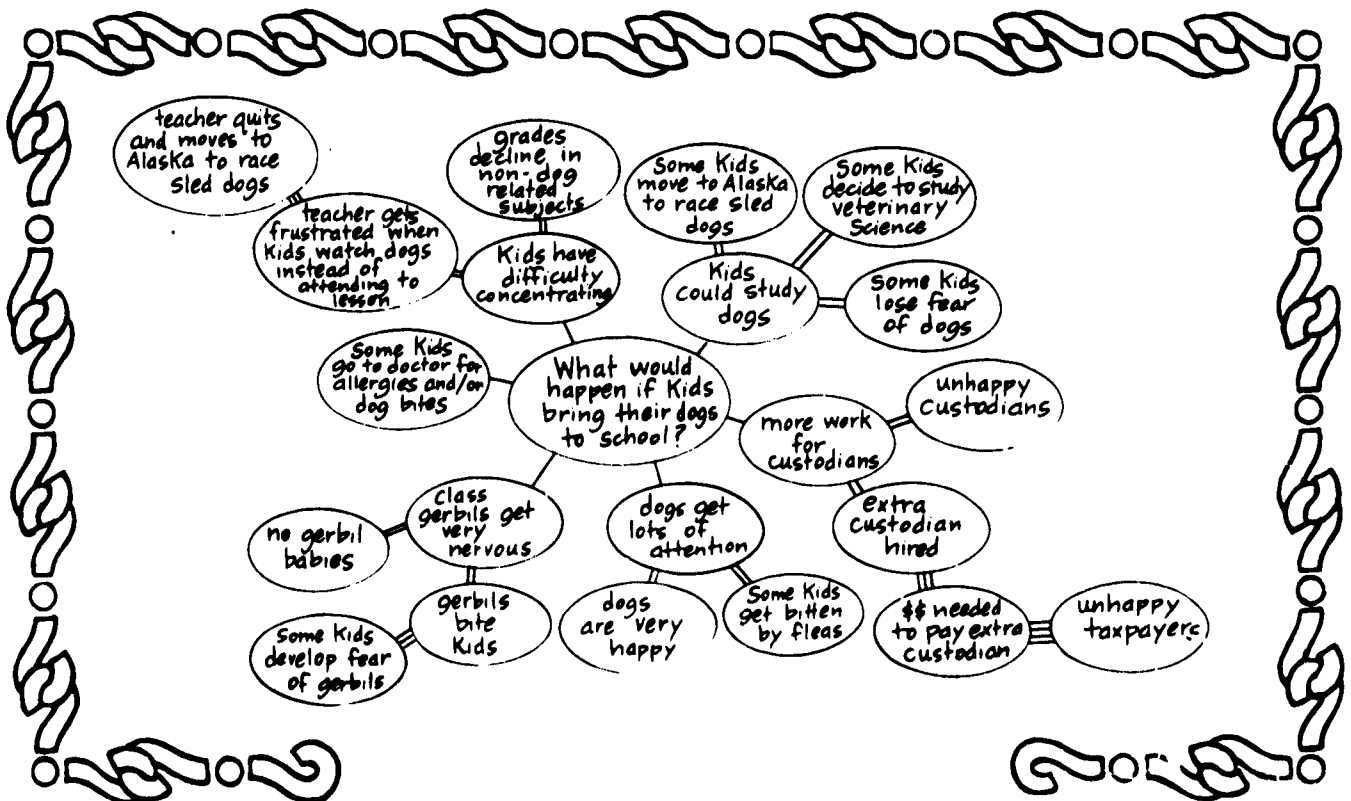 teacher quits
and moves to
Alaska to race
sled dogs
grades
decline in
non-dog
related
subjects
Some Kids
move to Alaska
to race sled
dogs
Some Kids
decide to study
veterinary
Science
teacher gets
frustrated when
Kids watch dogs
instead of
attending to
lesson
Kids have
difficulty
concentrating
Kids
could study
dogs
Some Kids
lose fear
of dogs
Some Kids
go to doctor for
allergies and/or
dog bites
What would
happen if Kids
bring their dogs
to school?
more work
for
custodians
unhappy
Custodians
class
gerbils get
very
nervous
no gerbil
babies
dogs get
lots of
attention
extra
custodian
hired
gerbils
bite
Kids
Some Kids
develop fear
of gerbils
dogs
are very
happy
Some Kids
get bitten
by fleas
$$ needed
to pay extra
custodian
unhappy
taxpayers